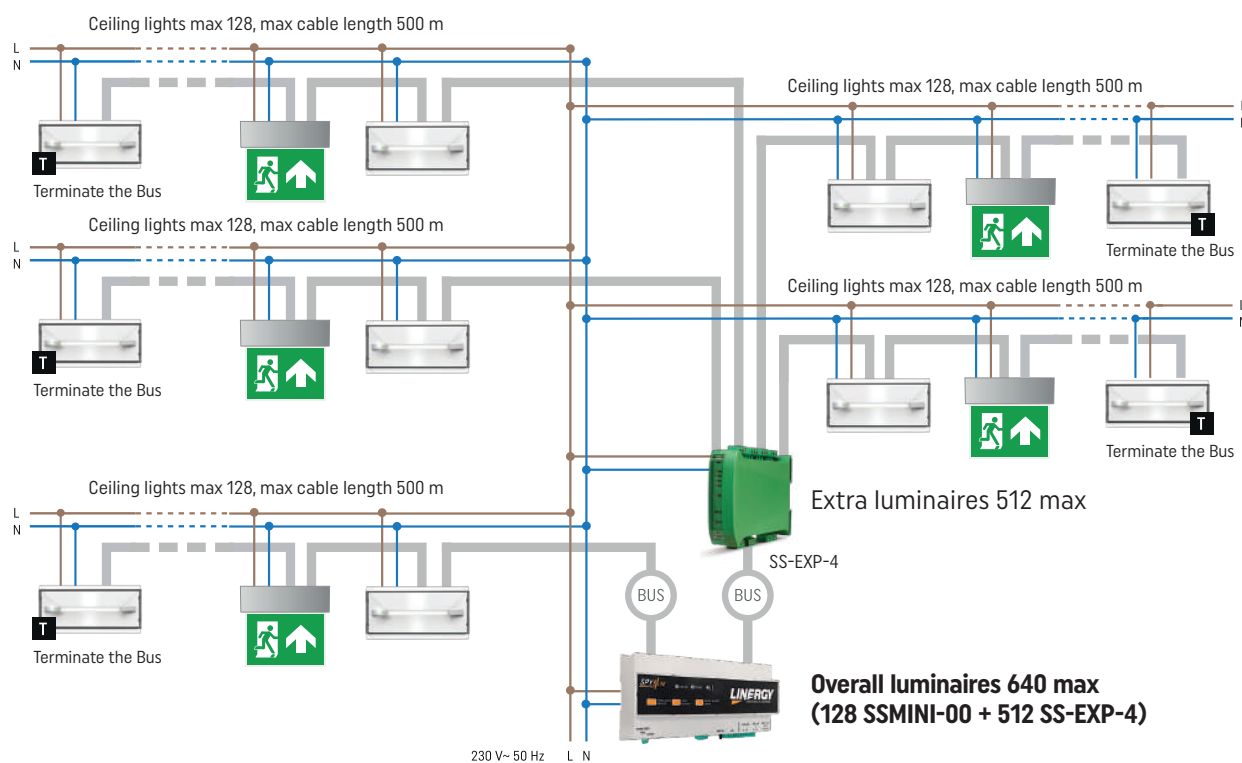 Ceiling lights max 128, max cable length 500 m
L
N
T
Terminate the Bus
Ceiling lights max 128, max cable length 500 m
T
Terminate the Bus
Ceiling lights max 128, max cable length 500 m
L
N
T
Terminate the Bus
Ceiling lights max 128, max cable length 500 m
L
N
T
Terminate the Bus
Extra luminaires 512 max
SS-EXP-4
Ceiling lights max 128, max cable length 500 m
L
N
T
Terminate the Bus
BUS
BUS
LINERGY
Overall luminaires 640 max
(128 SSMINI-00 + 512 SS-EXP-4)
230 V~ 50 Hz L N